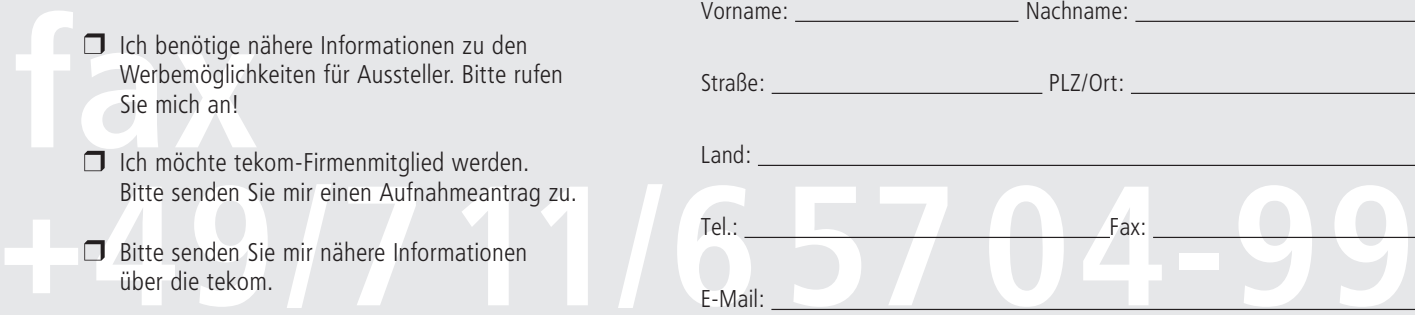 fax
+49/711/6 57 04-99
❒ Ich benötige nähere Informationen zu den
Werbemöglichkeiten für Aussteller. Bitte rufen
Sie mich an!
❒ Ich möchte tekom-Firmenmitglied werden.
Bitte senden Sie mir einen Aufnahmeantrag zu.
❒ Bitte senden Sie mir nähere Informationen
über die tekom.
Vorname: Nachname:
Straße: PLZ/Ort:
Land:
Tel.: Fax:
E-Mail: